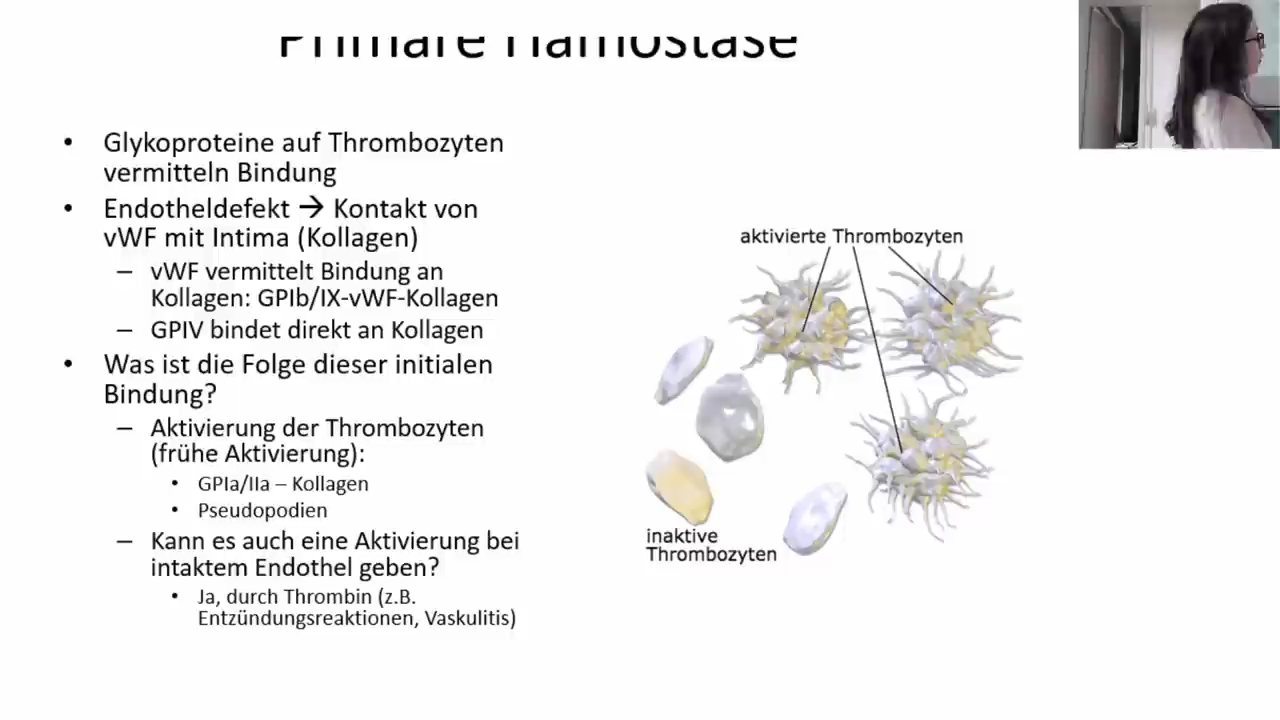 Primäre Hämostase
• Glykoproteine auf Thrombozyten
vermitteln Bindung
• Endotheldefekt → Kontakt von
vWF mit Intima (Kollagen)
– vWF vermittelt Bindung an
Kollagen: GPIb/IX-vWF-Kollagen
– GPIV bindet direkt an Kollagen
• Was ist die Folge dieser initialen
Bindung?
– Aktivierung der Thrombozyten
(frühe Aktivierung):
• GPIa/IIa – Kollagen
• Pseudopodien
– Kann es auch eine Aktivierung bei
intaktem Endothel geben?
• Ja, durch Thrombin (z.B.
Entzündungsreaktionen, Vaskulitis)
aktivierte Thrombozyten
inaktive
Thrombozyten